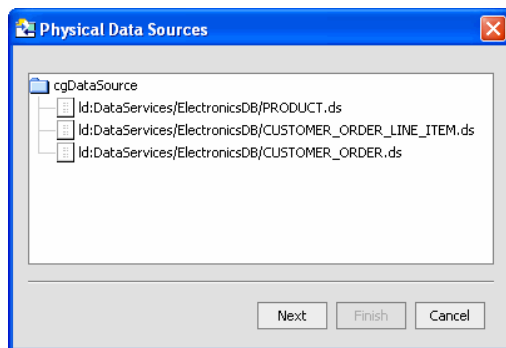 Physical Data Sources
cgDataSource
ld:DataServices/ElectronicsDB/PRODUCT.ds
ld:DataServices/ElectronicsDB/CUSTOMER_ORDER_LINE_ITEM.ds
ld:DataServices/ElectronicsDB/CUSTOMER_ORDER.ds
Next Finish Cancel